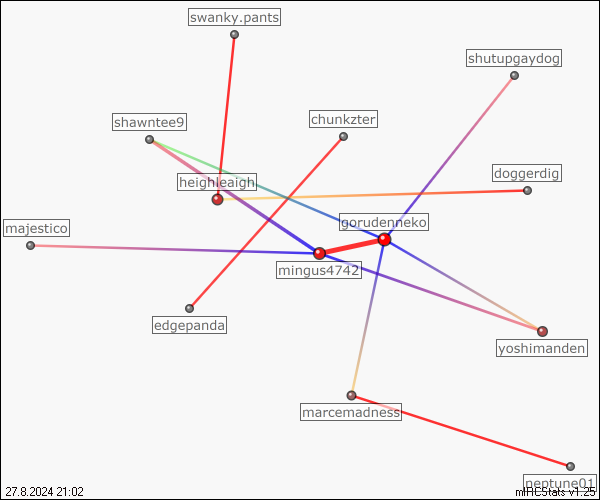 swanky.pants
shutupgaydog
shawntee9
chunkzter
heighleaigh
doggerdig
majestico
gorudenneko
mingus4742
edgepanda
yoshimanden
marcemadness
neptune01
27.8.2024 21:02
mIRCStats v1.25